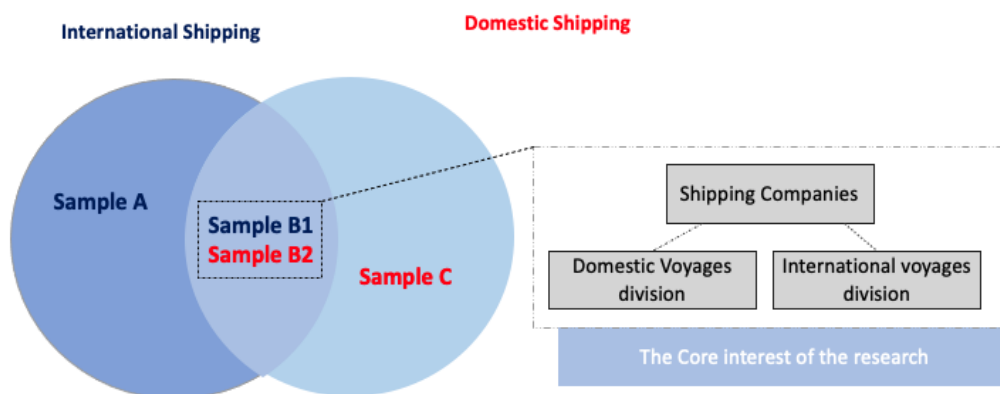 International Shipping
Domestic Shipping
Sample A
Sample B1
Sample B2
Sample C
Shipping Companies
Domestic Voyages
division
International voyages
division
The Core interest of the research